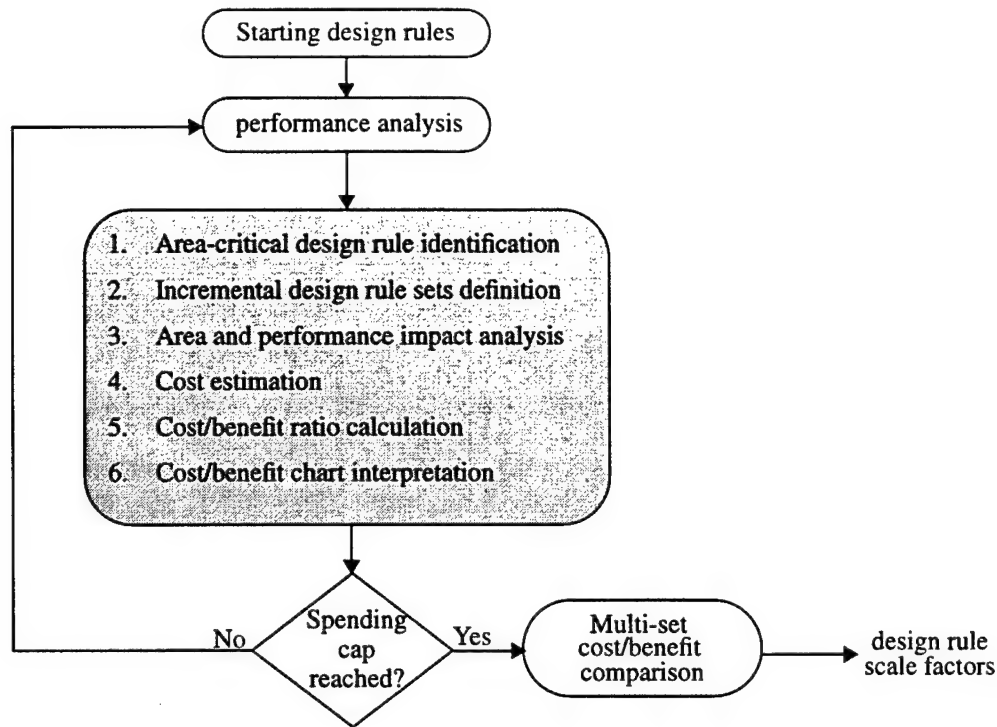 Starting design rules
performance analysis
1. Area-critical design rule identification
2. Incremental design rule sets definition
3. Area and performance impact analysis
4. Cost estimation
5. Cost/benefit ratio calculation
6. Cost/benefit chart interpretation
Spending
cap
reached?
No
Yes
Multi-set
cost/benefit
comparison
design rule
scale factors